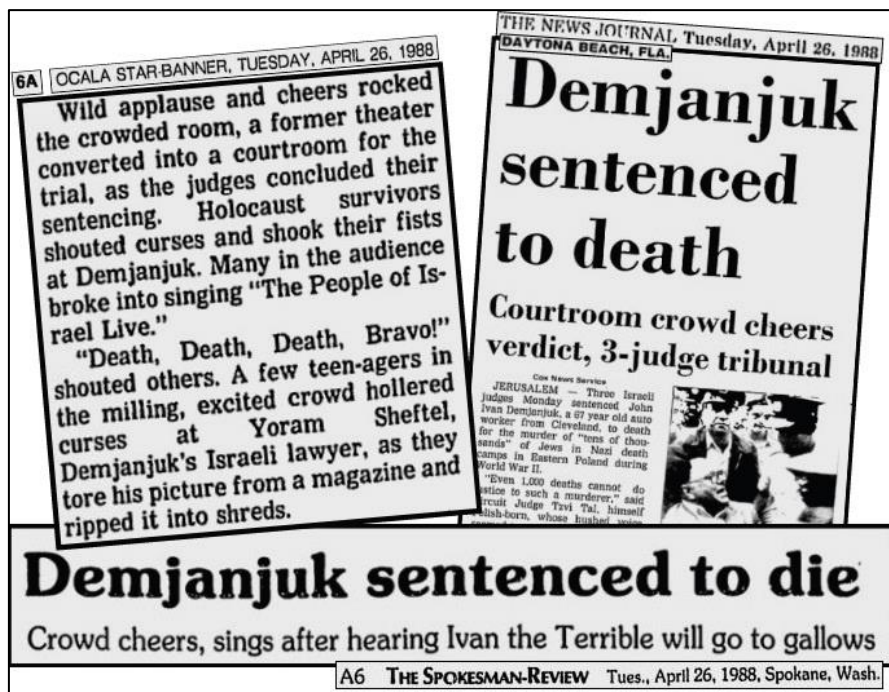 6A OCALA STAR-BANNER, TUESDAY, APRIL 26, 1988
Wild applause and cheers rocked
the crowded room, a former theater
converted into a courtroom for the
trial, as the judges concluded their
sentencing. Holocaust survivors
shouted curses and shook their fists
at Demjanjuk. Many in the audience
broke into singing “The People of Is-
rael Live.”
“Death, Death, Death, Bravo!”
shouted others. A few teen-agers in
the milling, excited crowd hollered
curses at Yoram Sheftel,
Demjanjuk's Israeli lawyer, as they
tore his picture from a magazine and
ripped it into shreds.
THE NEWS JOURNAL, Tuesday, April 26, 1988
DAYTONA BEACH, FLA.
Demjanjuk
sentenced
to death
Courtroom crowd cheers
verdict, 3-judge tribunal
Cox News Service
JERUSALEM — Three Israeli
judges Monday sentenced John
Ivan Demjanjuk, a 67 year old auto
worker from Cleveland, to death
for the murder of "tens of thou-
sands" of Jews in Nazi death
camps in Eastern Poland during
World War II.
"Even 1,000 deaths cannot do
justice to such a murderer," said
Circuit Judge Tzvi Tal, himself
Polish-born, whose hushed voice
Demjanjuk sentenced to die
Crowd cheers, sings after hearing Ivan the Terrible will go to gallows
A6 THE SPOKESMAN-REVIEW Tues., April 26, 1988, Spokane, Wash.